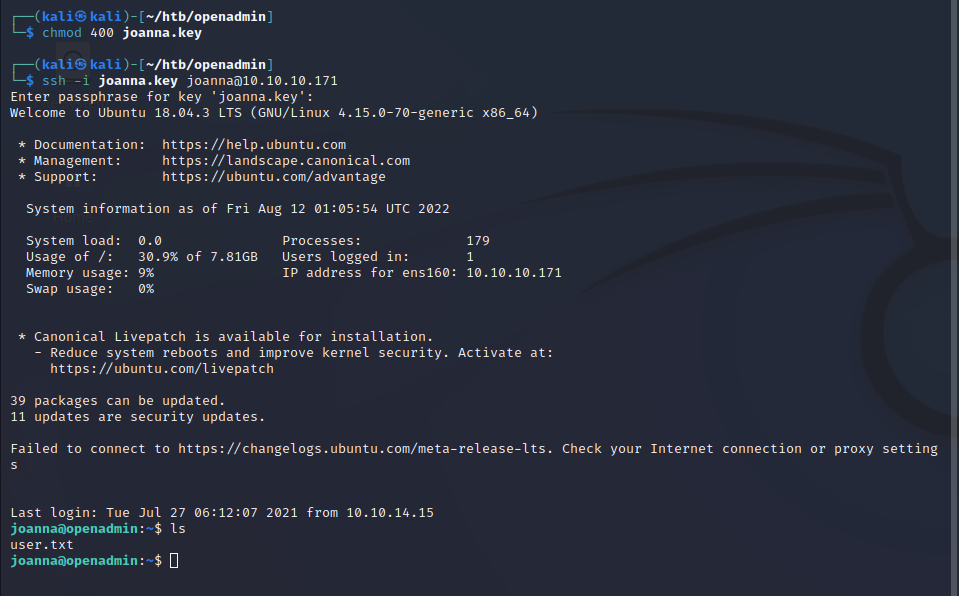 ┌──(kali㉿kali)-[~/htb/openadmin]
└─$ chmod 400 joanna.key
┌──(kali㉿kali)-[~/htb/openadmin]
└─$ ssh -i joanna.key joanna@10.10.10.171
Enter passphrase for key 'joanna.key':
Welcome to Ubuntu 18.04.3 LTS (GNU/Linux 4.15.0-70-generic x86_64)
 * Documentation:  https://help.ubuntu.com
 * Management:     https://landscape.canonical.com
 * Support:        https://ubuntu.com/advantage
  System information as of Fri Aug 12 01:05:54 UTC 2022
  System load:  0.0               Processes:             179
  Usage of /:   30.9% of 7.81GB   Users logged in:       1
  Memory usage: 9%                IP address for ens160: 10.10.10.171
  Swap usage:   0%
 * Canonical Livepatch is available for installation.
   - Reduce system reboots and improve kernel security. Activate at:
     https://ubuntu.com/livepatch
39 packages can be updated.
11 updates are security updates.
Failed to connect to https://changelogs.ubuntu.com/meta-release-lts. Check your Internet connection or proxy setting
s
Last login: Tue Jul 27 06:12:07 2021 from 10.10.14.15
joanna@openadmin:~$ ls
user.txt
joanna@openadmin:~$